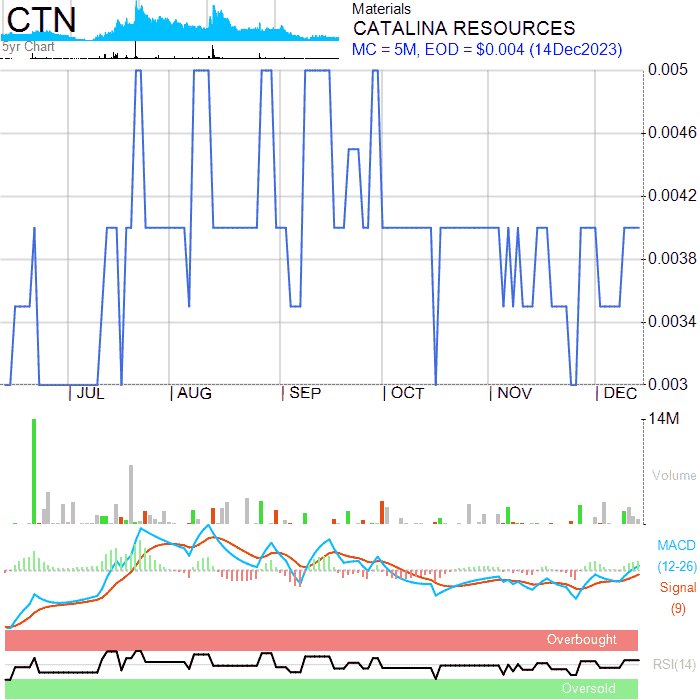 CTN
5yr Chart
Materials
CATALINA RESOURCES
MC = 5M, EOD = $0.004 (14Dec2023)
0.005
0.0046
0.0042
0.0038
0.0034
0.003
JUL AUG SEP OCT NOV DEC
14M
Volume
MACD
(12-26)
Signal
(9)
Overbought
RSI(14)
Oversold